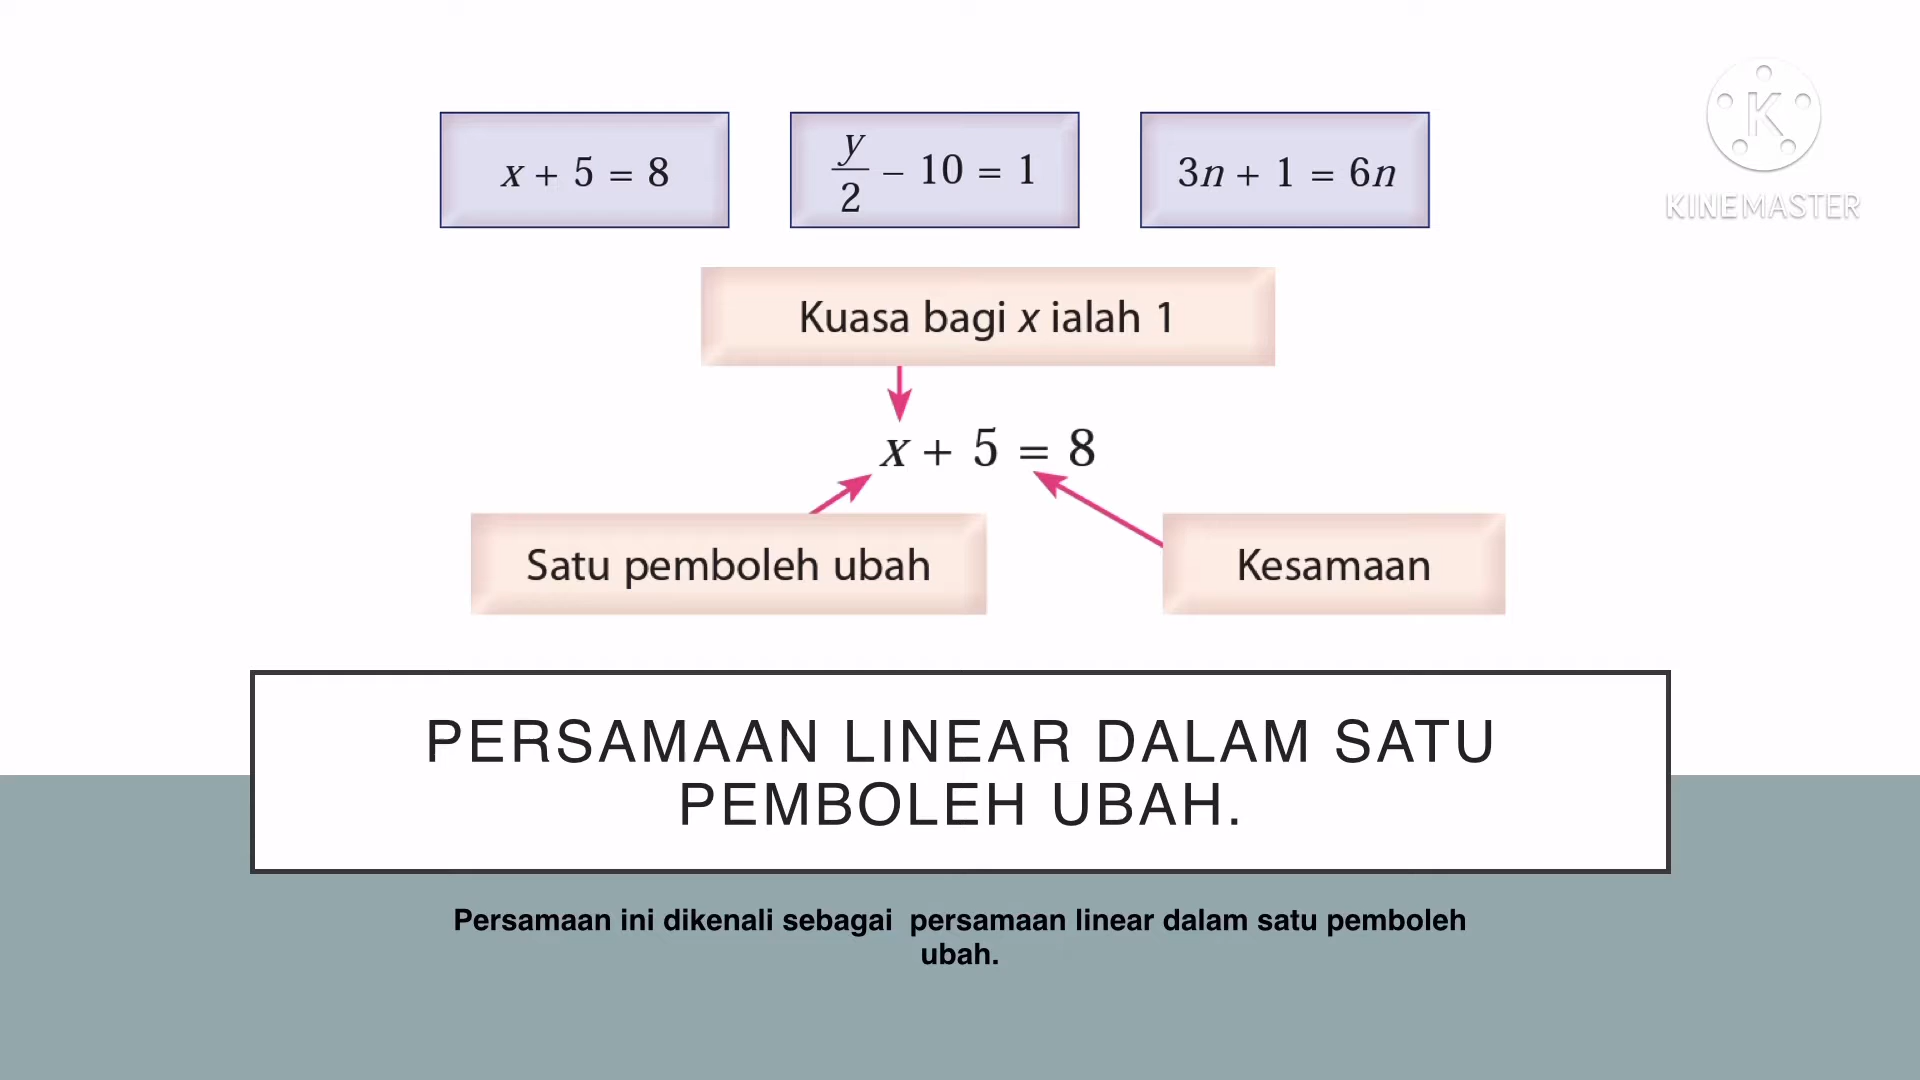 x + 5 = 8
y/2 – 10 = 1
3n + 1 = 6n
K
KINEMASTER
Kuasa bagi x ialah 1
x + 5 = 8
Satu pemboleh ubah
Kesamaan
PERSAMAAN LINEAR DALAM SATU
PEMBOLEH UBAH.
Persamaan ini dikenali sebagai  persamaan linear dalam satu pemboleh
ubah.